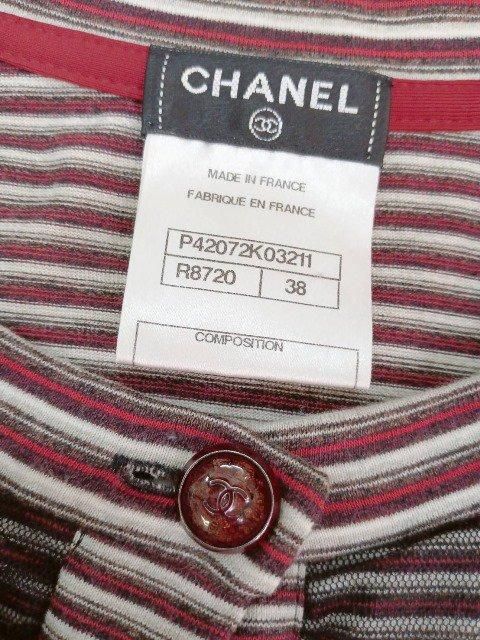 CHANEL
MADE IN FRANCE
FABRIQUE EN FRANCE
P42072K03211
R8720 38
COMPOSITION